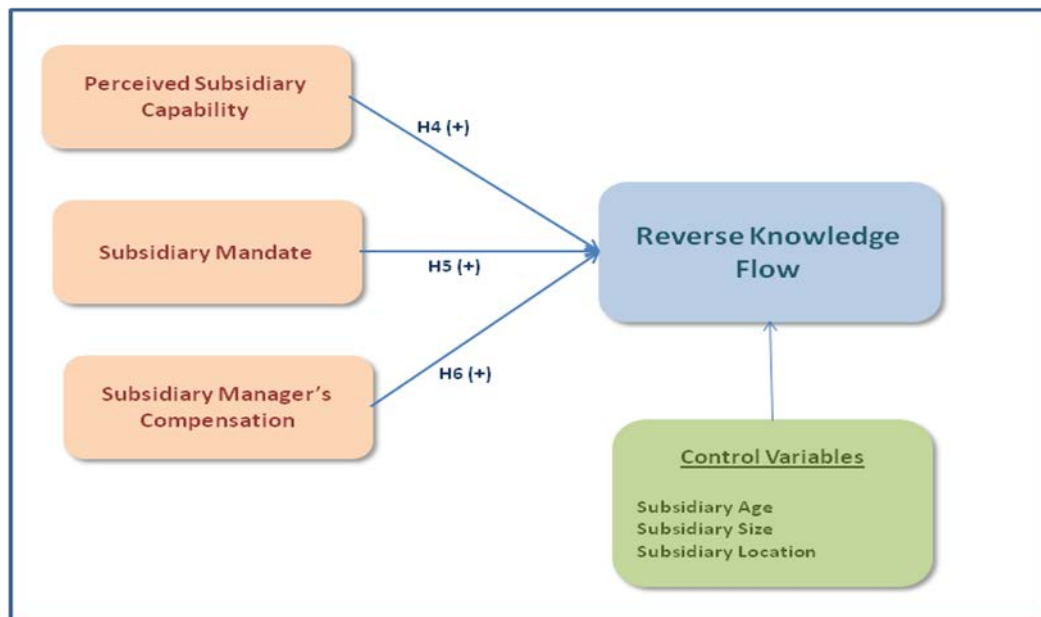 Perceived Subsidiary
Capability
H4 (+)
Subsidiary Mandate
H5 (+)
Subsidiary Manager's
Compensation
H6 (+)
Reverse Knowledge
Flow
Control Variables
Subsidiary Age
Subsidiary Size
Subsidiary Location